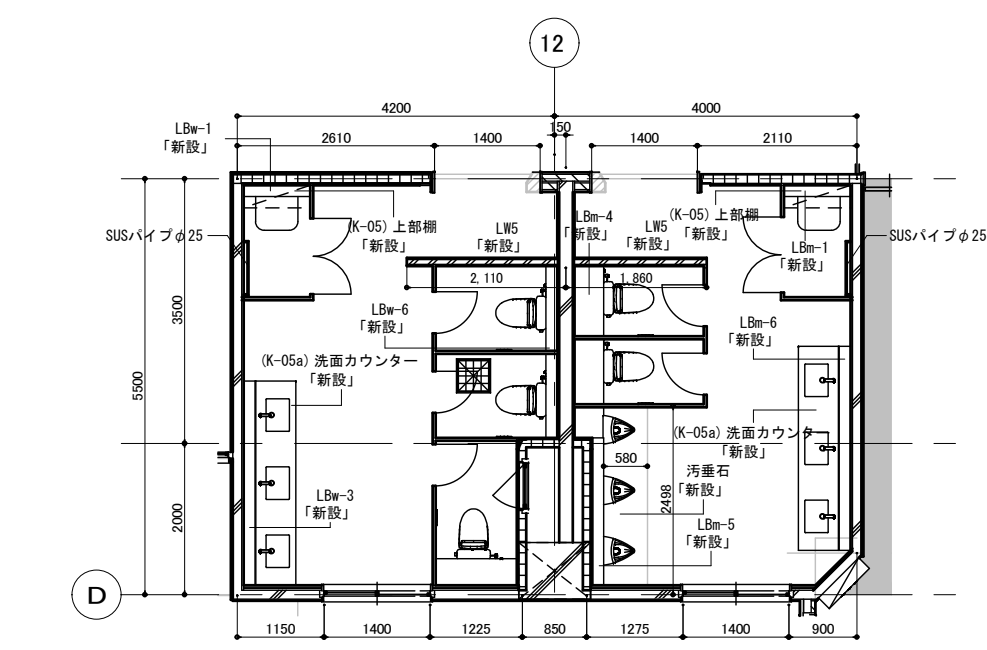 12
4200
4000
150
LBw-1
「新設」
2610
1400
1400
2110
SUSパイプφ25
(K-05)上部棚
「新設」
LW5
「新設」
LBm-4
「新設」
LW5
「新設」
(K-05)上部棚
「新設」
LBm-1
「新設」
SUSパイプφ25
2,110
1,860
3500
5500
LBw-6
「新設」
LBm-6
「新設」
(K-05a)洗面カウンター
「新設」
(K-05a)洗面カウンター
「新設」
580
汚垂石
「新設」
2498
LBw-3
「新設」
2000
LBm-5
「新設」
D
1150
1400
1225
850
1275
1400
900